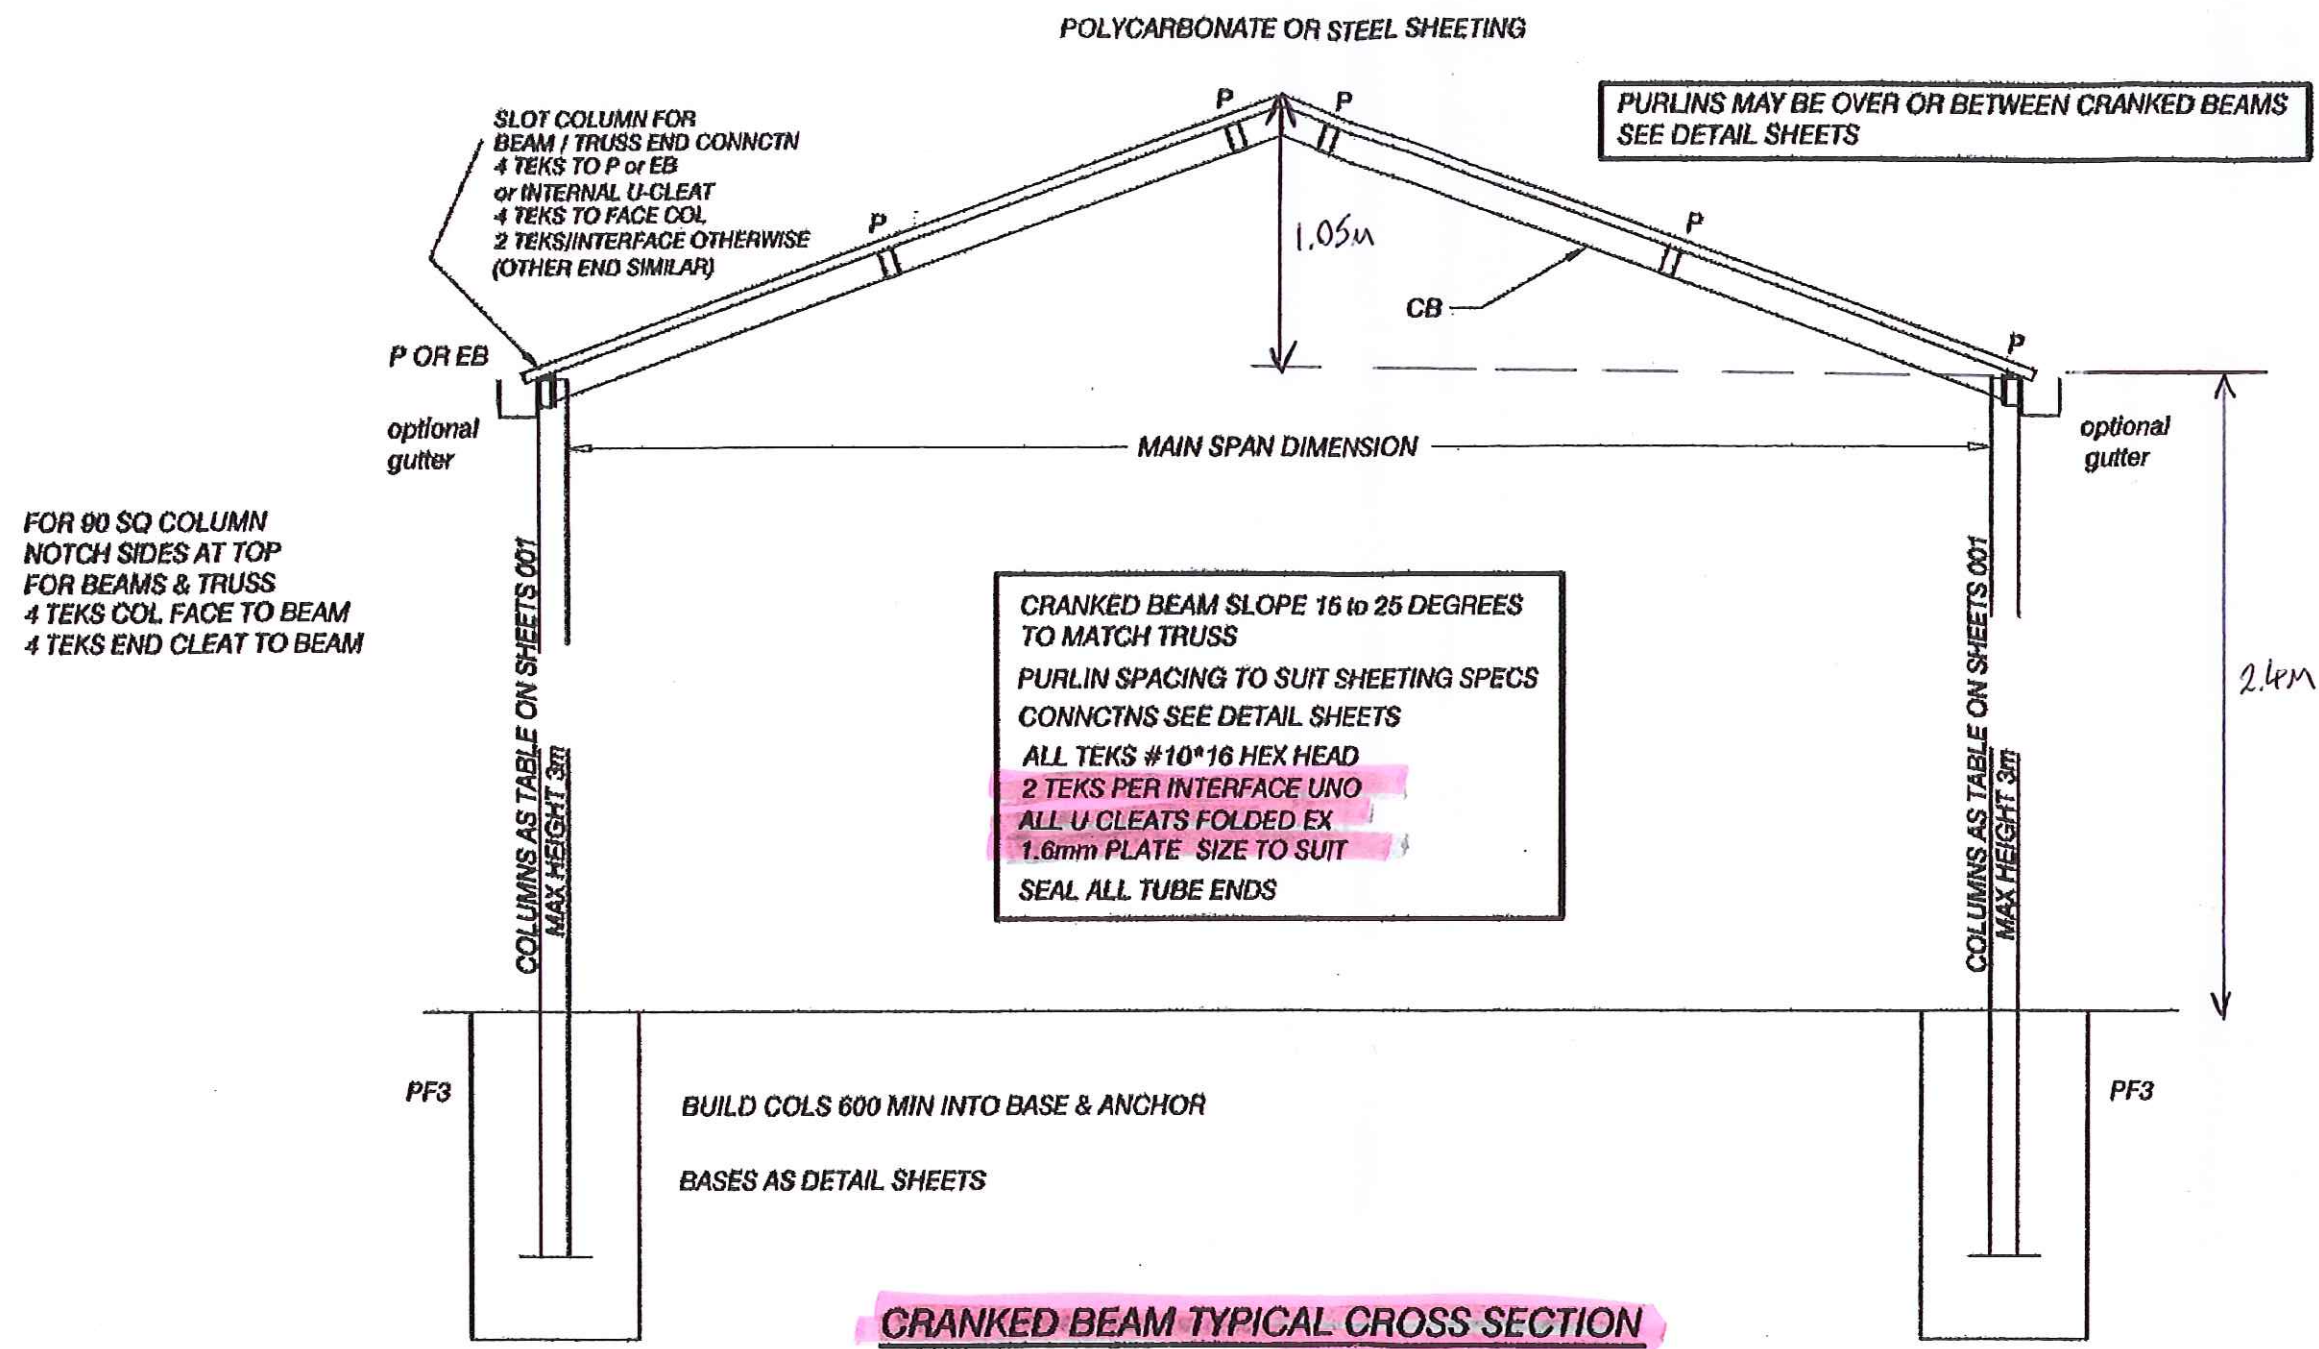 POLYCARBONATE OR STEEL SHEETING
PURLINS MAY BE OVER OR BETWEEN CRANKED BEAMS
SEE DETAIL SHEETS
SLOT COLUMN FOR
BEAM / TRUSS END CONNCTN
4 TEKS TO P or EB
or INTERNAL U-CLEAT
4 TEKS TO FACE COL
2 TEKS/INTERFACE OTHERWISE
(OTHER END SIMILAR)
P
P
P
P
1.05M
CB
P
P OR EB
optional
gutter
MAIN SPAN DIMENSION
optional
gutter
FOR 90 SQ COLUMN
NOTCH SIDES AT TOP
FOR BEAMS & TRUSS
4 TEKS COL FACE TO BEAM
4 TEKS END CLEAT TO BEAM
COLUMNS AS TABLE ON SHEETS 001
MAX HEIGHT 3m
CRANKED BEAM SLOPE 15 to 25 DEGREES
TO MATCH TRUSS
PURLIN SPACING TO SUIT SHEETING SPECS
CONNCTNS SEE DETAIL SHEETS
ALL TEKS #10*16 HEX HEAD
2 TEKS PER INTERFACE UNO
ALL U CLEATS FOLDED EX
1.6mm PLATE SIZE TO SUIT
SEAL ALL TUBE ENDS
COLUMNS AS TABLE ON SHEETS 001
MAX HEIGHT 3m
2.4M
PF3
BUILD COLS 600 MIN INTO BASE & ANCHOR
BASES AS DETAIL SHEETS
PF3
CRANKED BEAM TYPICAL CROSS SECTION